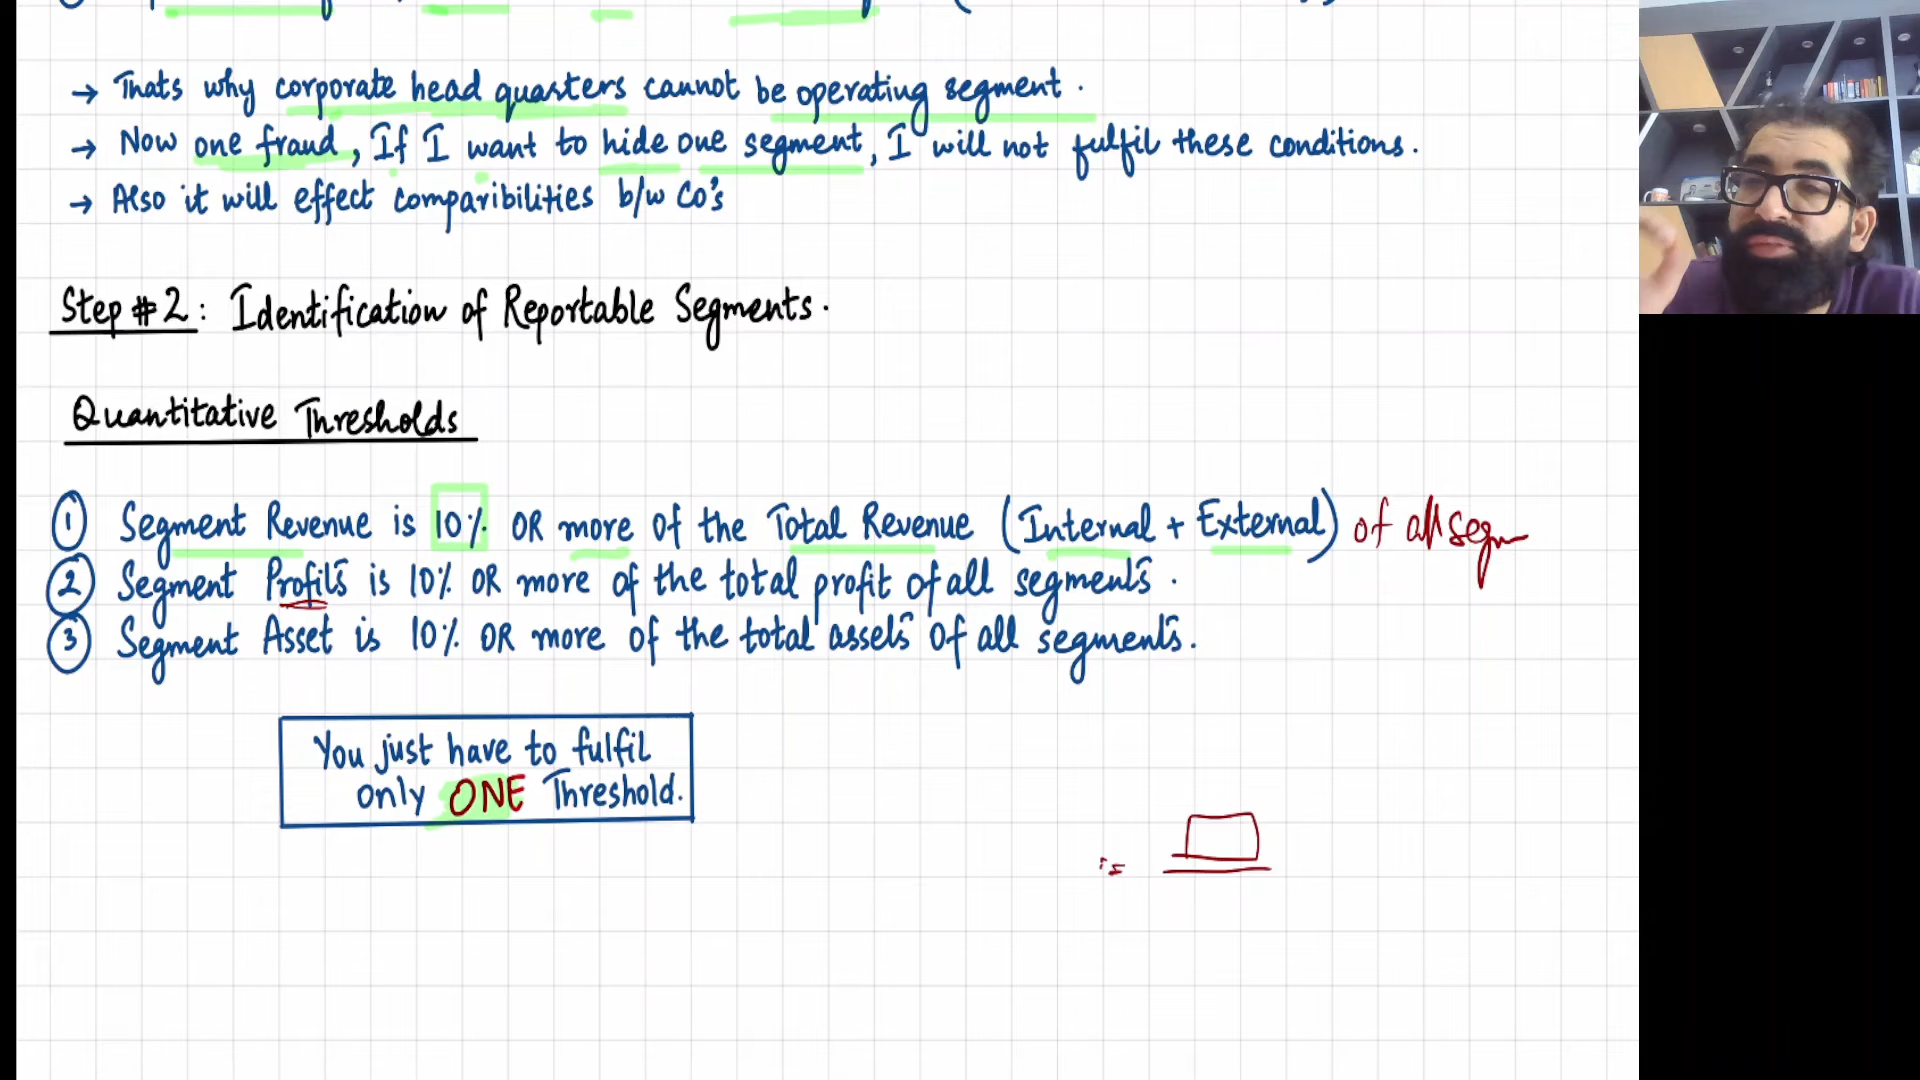 → Thats why corporate head quarters cannot be operating segment.
→ Now one fraud, If I want to hide one segment, I will not fulfil these conditions.
→ Also it will effect comparibilities b/w Co's
Step #2: Identification of Reportable Segments.
Quantitative Thresholds
① Segment Revenue is 10% OR more of the Total Revenue (Internal + External) of all segm
② Segment Profits is 10% OR more of the total profit of all segments.
③ Segment Asset is 10% OR more of the total assets of all segments.
You just have to fulfil
only ONE Threshold.